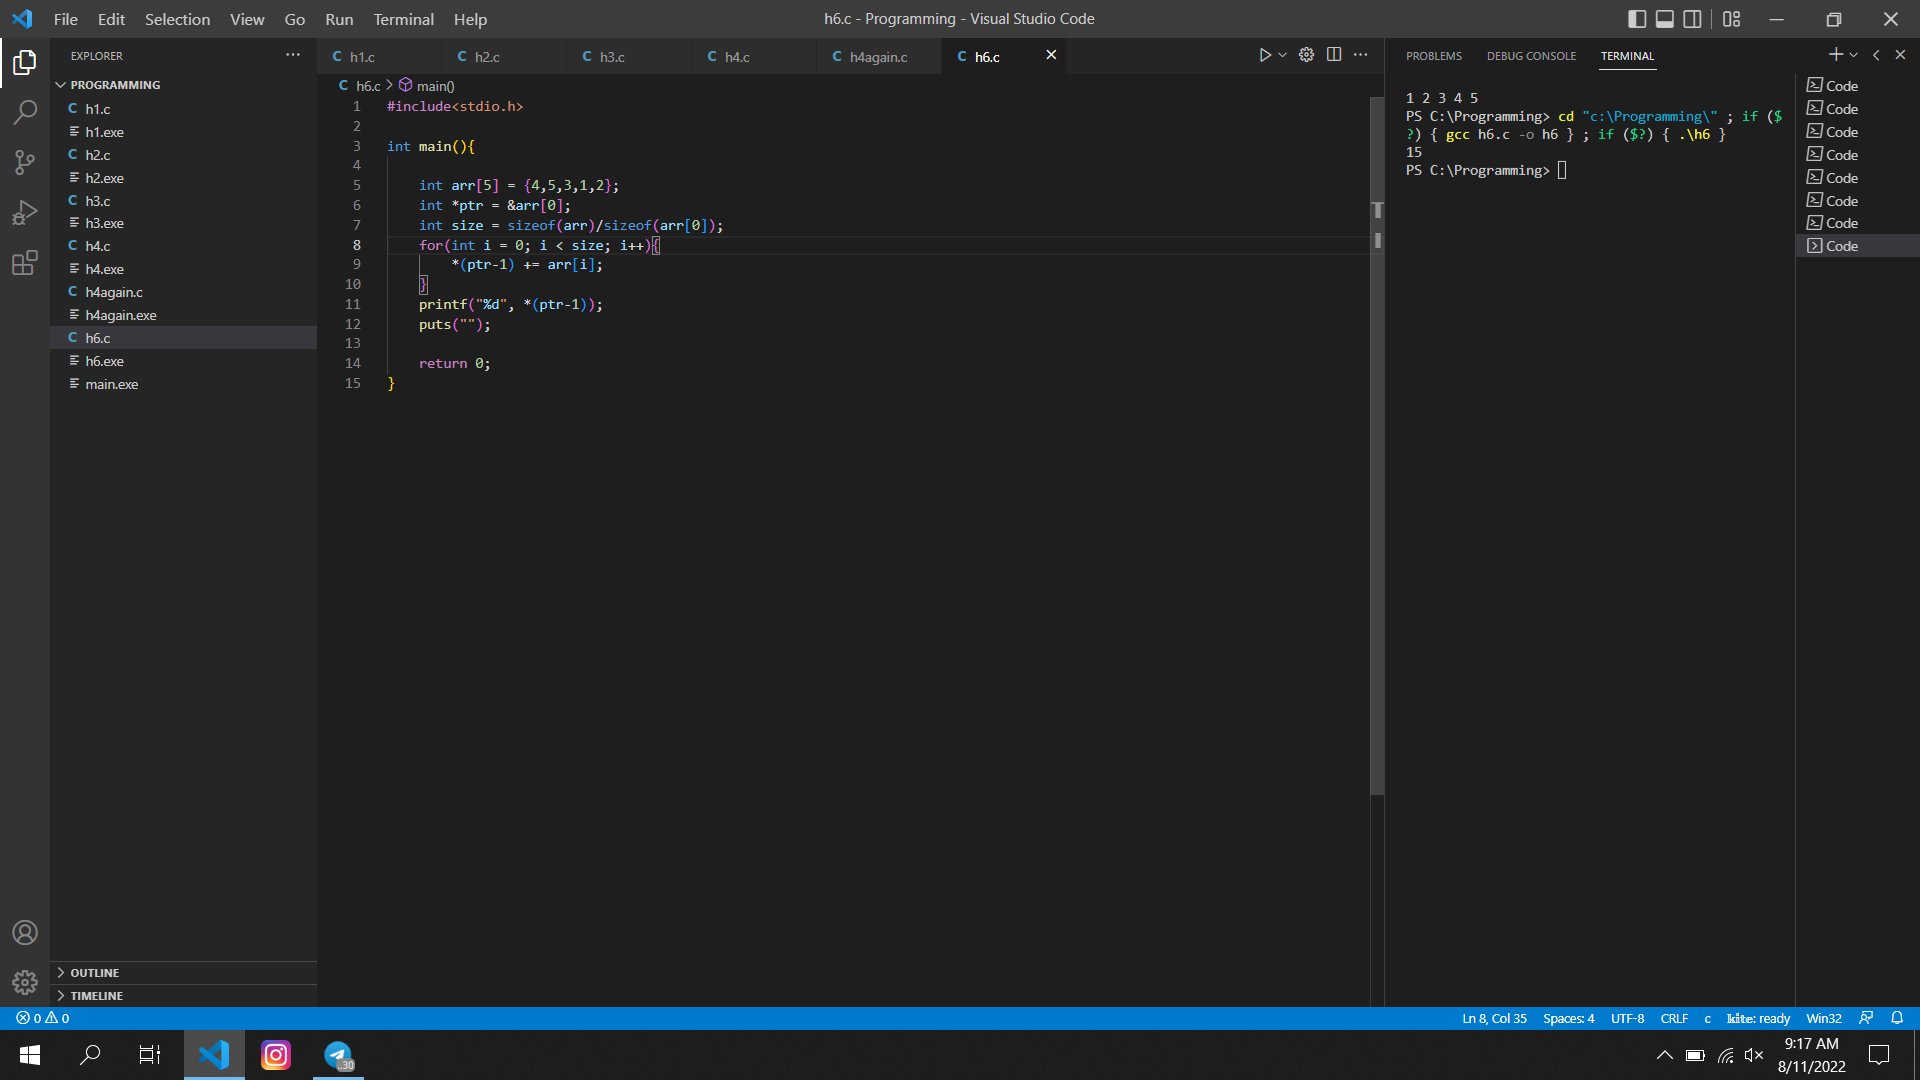 File Edit Selection View Go Run Terminal Help
h6.c - Programming - Visual Studio Code
EXPLORER
PROGRAMMING
C h1.c
h1.exe
C h2.c
h2.exe
C h3.c
h3.exe
C h4.c
h4.exe
C h4again.c
h4again.exe
C h6.c
h6.exe
main.exe
OUTLINE
TIMELINE
C h1.c C h2.c C h3.c C h4.c C h4again.c C h6.c
C h6.c > main()
1 #include<stdio.h>
2
3 int main(){
4
5 int arr[5] = {4,5,3,1,2};
6 int *ptr = &arr[0];
7 int size = sizeof(arr)/sizeof(arr[0]);
8 for(int i = 0; i < size; i++){
9 *(ptr-1) += arr[i];
10 }
11 printf("%d", *(ptr-1));
12 puts("");
13
14 return 0;
15 }
PROBLEMS DEBUG CONSOLE TERMINAL
1 2 3 4 5
PS C:\Programming> cd "c:\Programming\" ; if ($
?) { gcc h6.c -o h6 } ; if ($?) { .\h6 }
15
PS C:\Programming>
Code
Code
Code
Code
Code
Code
Code
Code
0 0
Ln 8, Col 35 Spaces: 4 UTF-8 CRLF c kite: ready Win32
..30
9:17 AM
8/11/2022